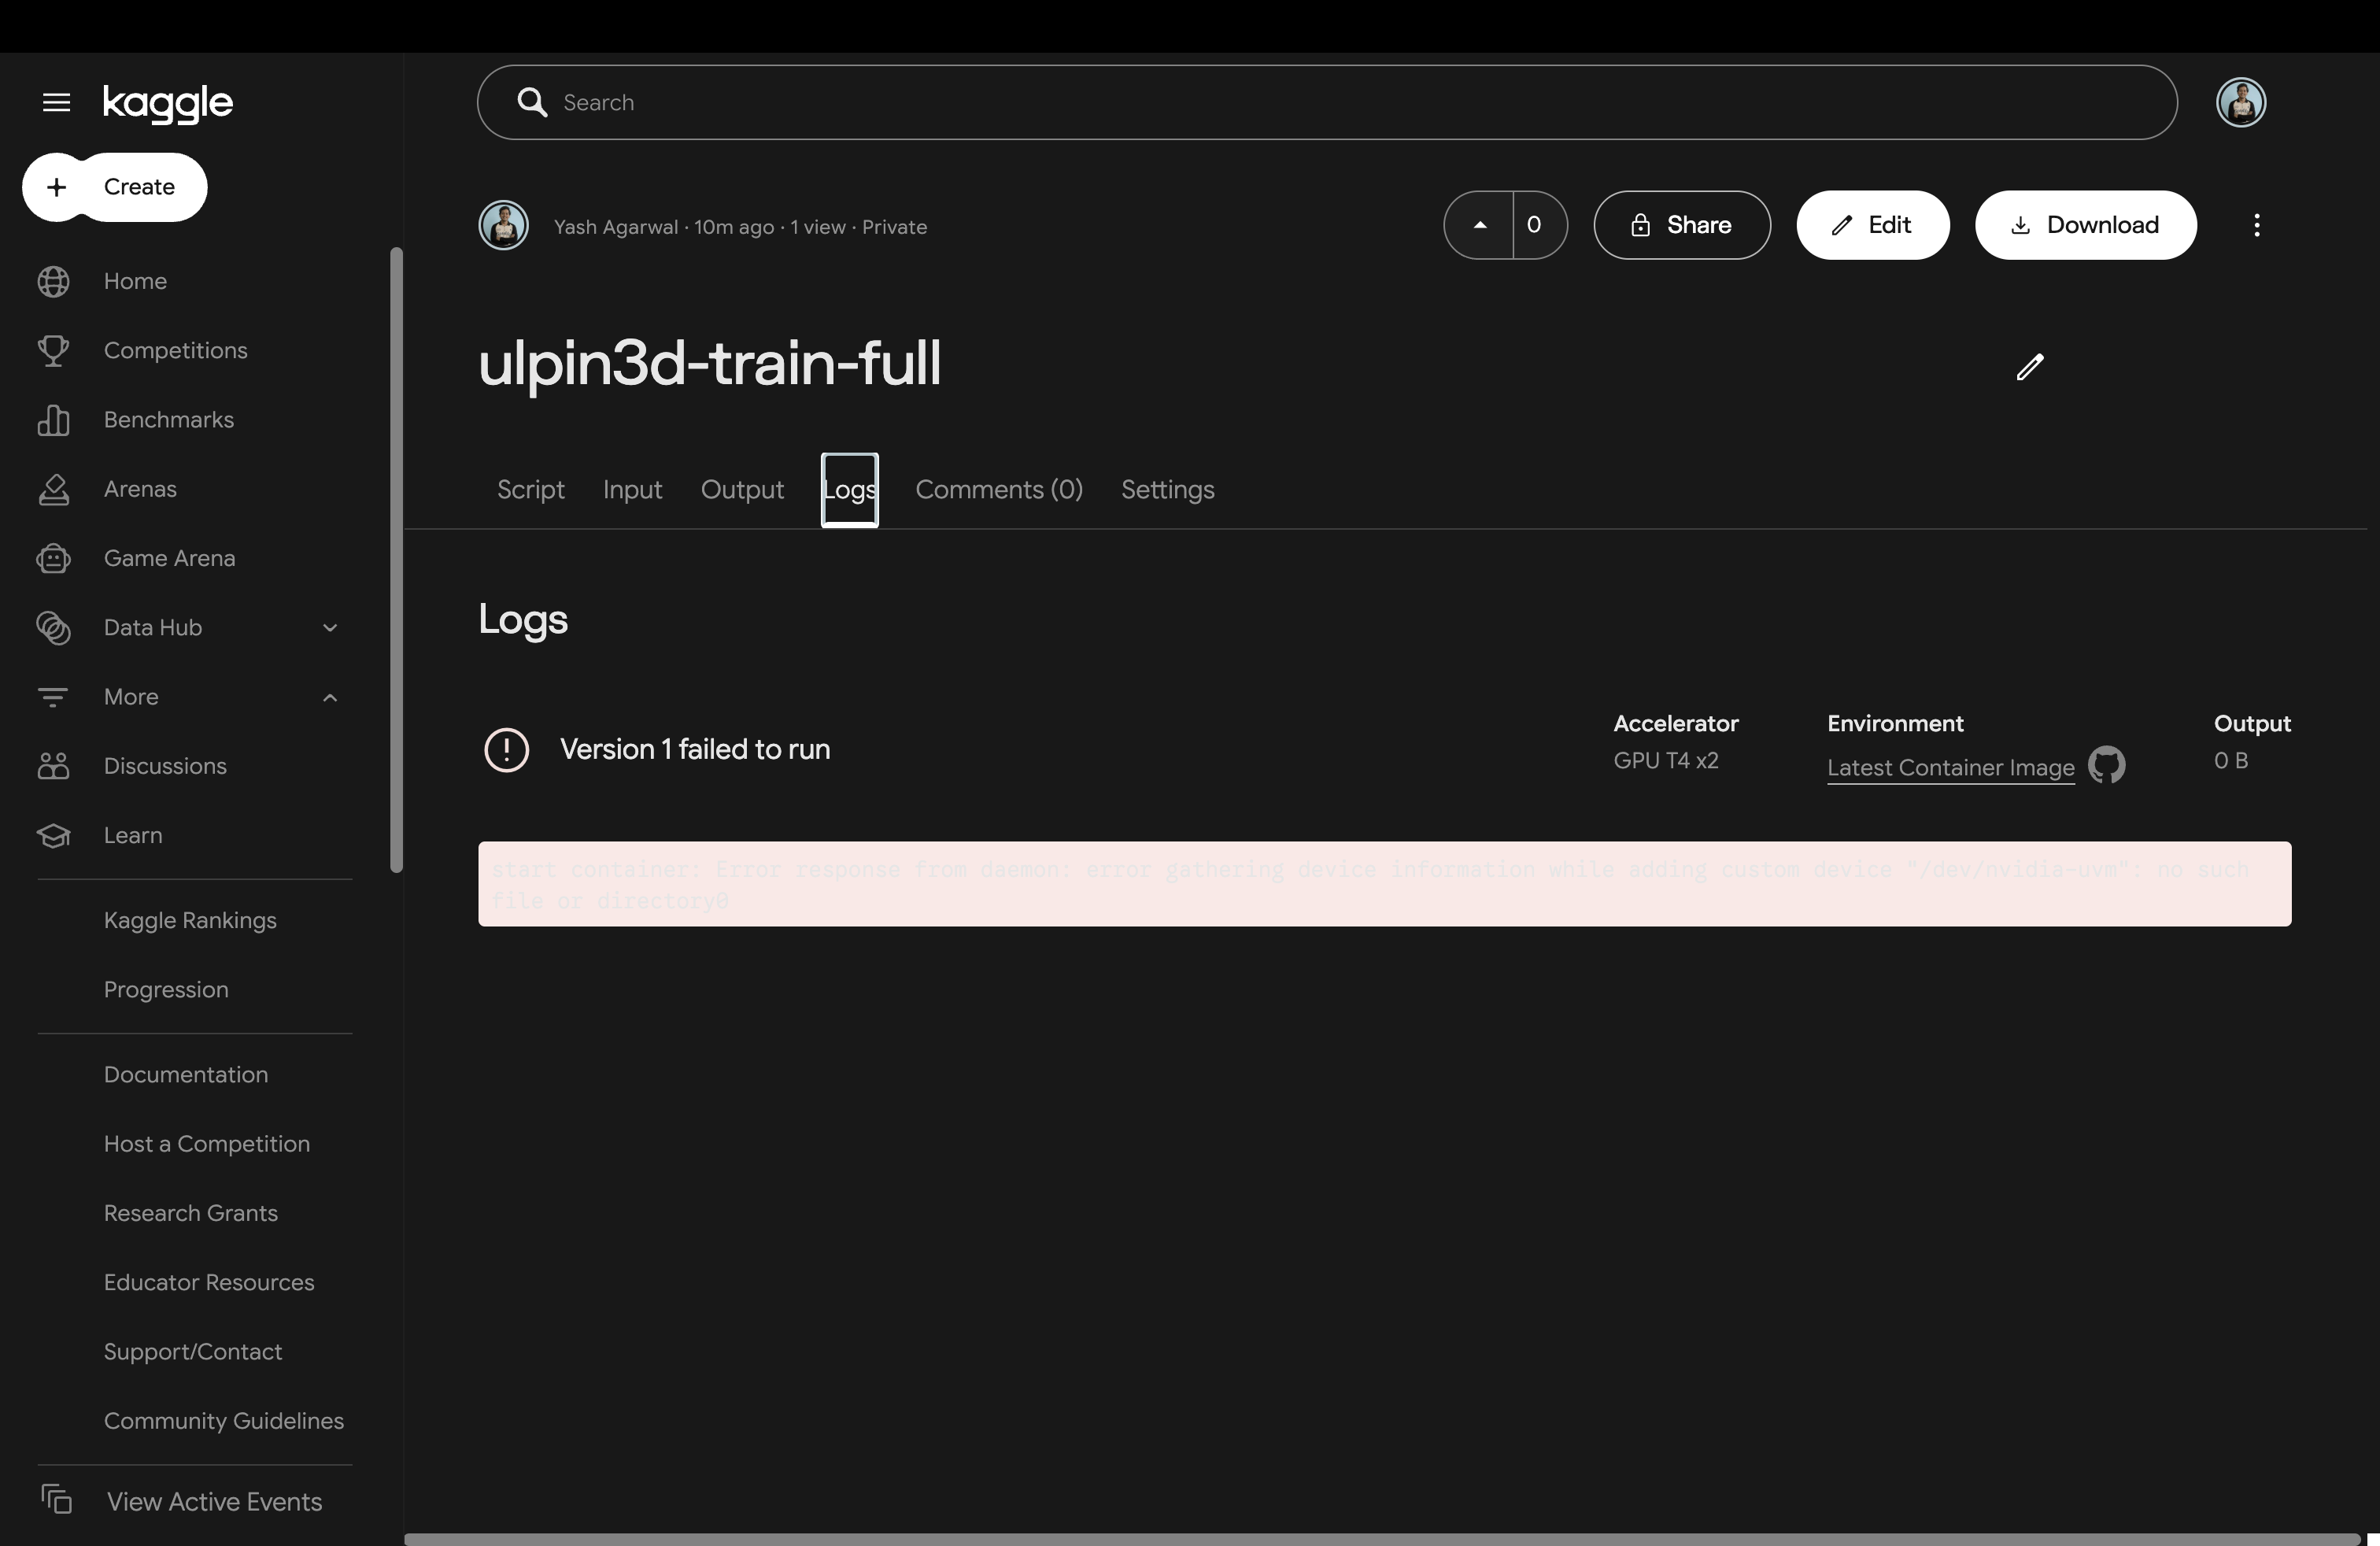 kaggle
Search
Create
Yash Agarwal · 10m ago · 1 view · Private
0
Share
Edit
Download
Home
Competitions
Benchmarks
Arenas
Game Arena
Data Hub
More
Discussions
Learn
Kaggle Rankings
Progression
Documentation
Host a Competition
Research Grants
Educator Resources
Support/Contact
Community Guidelines
View Active Events
ulpin3d-train-full
Script Input Output Logs Comments (0) Settings
Logs
Version 1 failed to run
Accelerator
GPU T4 x2
Environment
Latest Container Image
Output
0 B
start container: Error response from daemon: error gathering device information while adding custom device "/dev/nvidia-uvm": no such
file or directory0